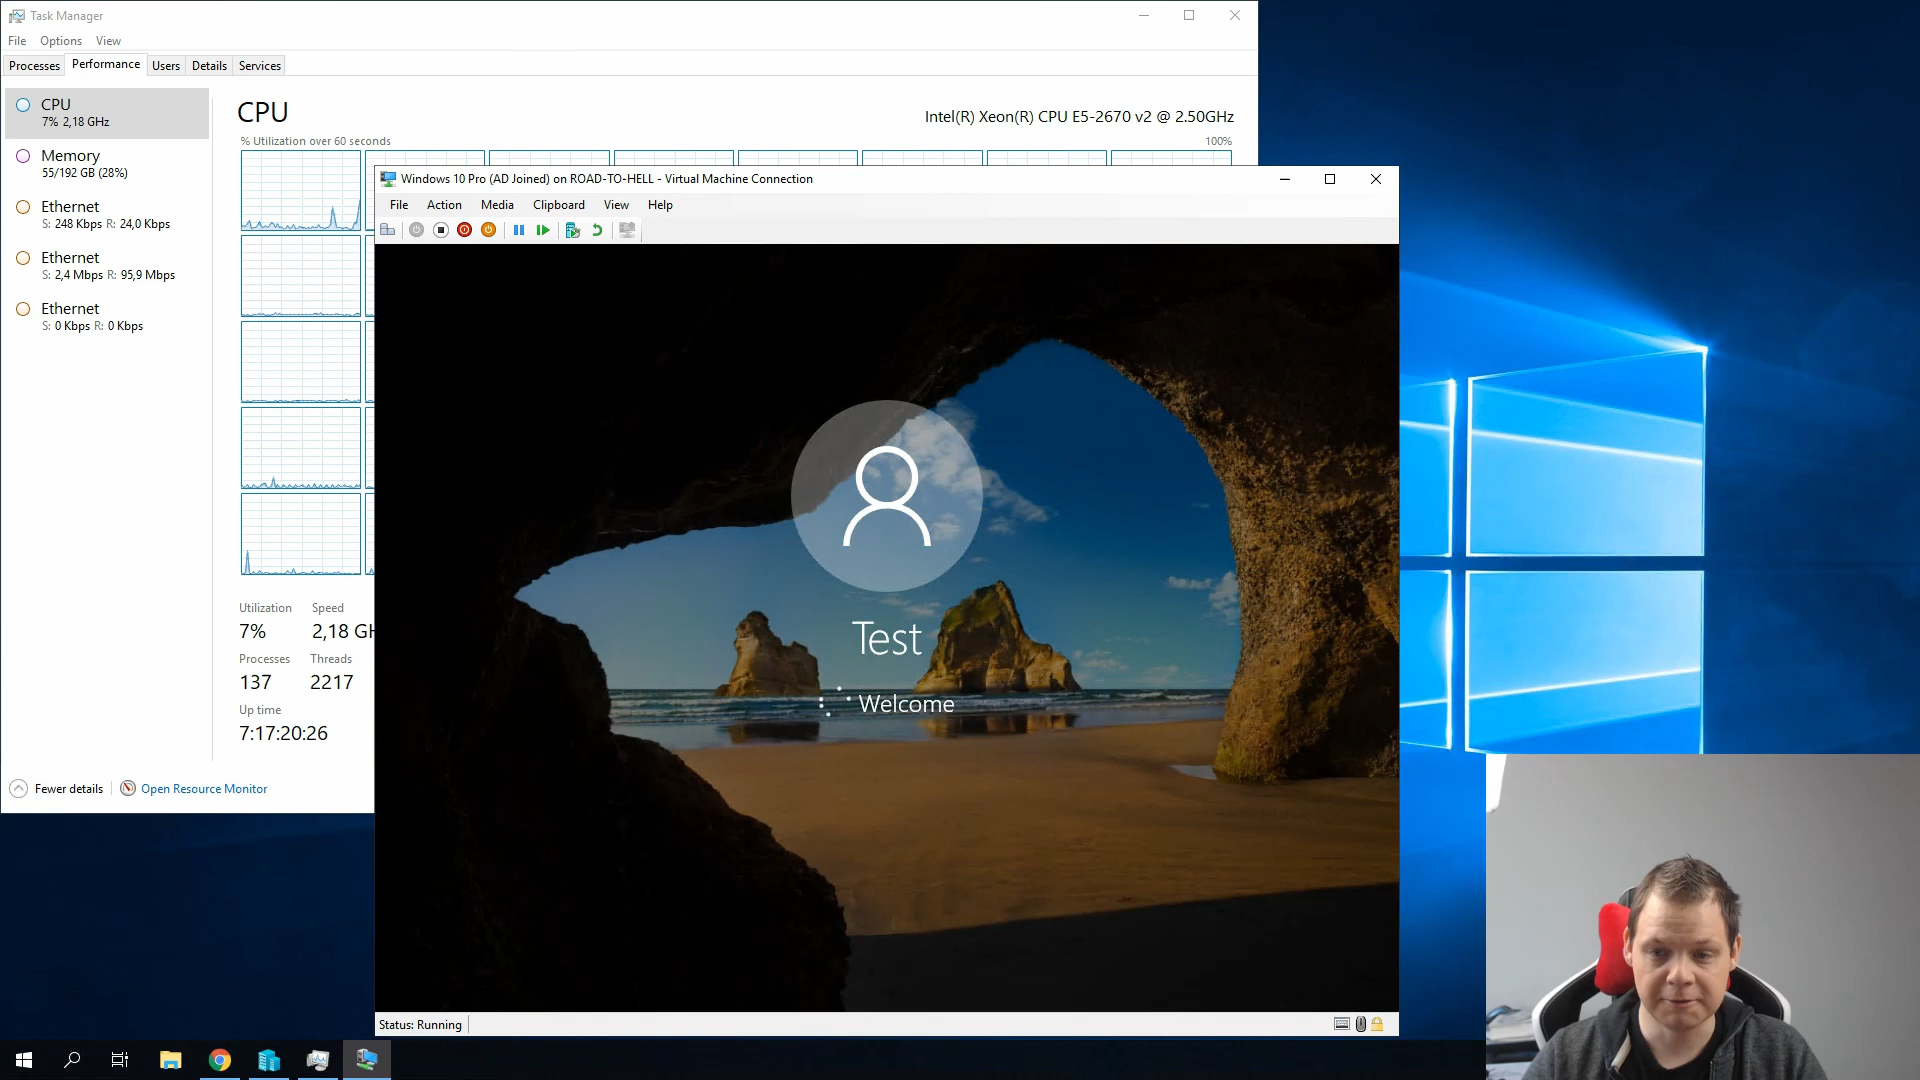 Task Manager
File Options View
Processes Performance Users Details Services
CPU
7% 2,18 GHz
Memory
55/192 GB (28%)
Ethernet
S: 248 Kbps R: 24,0 Kbps
Ethernet
S: 2,4 Mbps R: 95,9 Mbps
Ethernet
S: 0 Kbps R: 0 Kbps
CPU
Intel(R) Xeon(R) CPU E5-2670 v2 @ 2.50GHz
% Utilization over 60 seconds 100%
Utilization Speed
7% 2,18 GH
Processes Threads
137 2217
Up time
7:17:20:26
Fewer details Open Resource Monitor
Windows 10 Pro (AD Joined) on ROAD-TO-HELL - Virtual Machine Connection
File Action Media Clipboard View Help
Test
Welcome
Status: Running